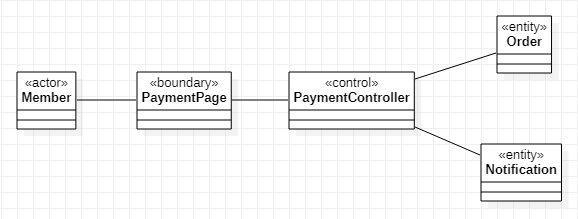 «actor»
Member
«boundary»
PaymentPage
«control»
PaymentController
«entity»
Order
«entity»
Notification